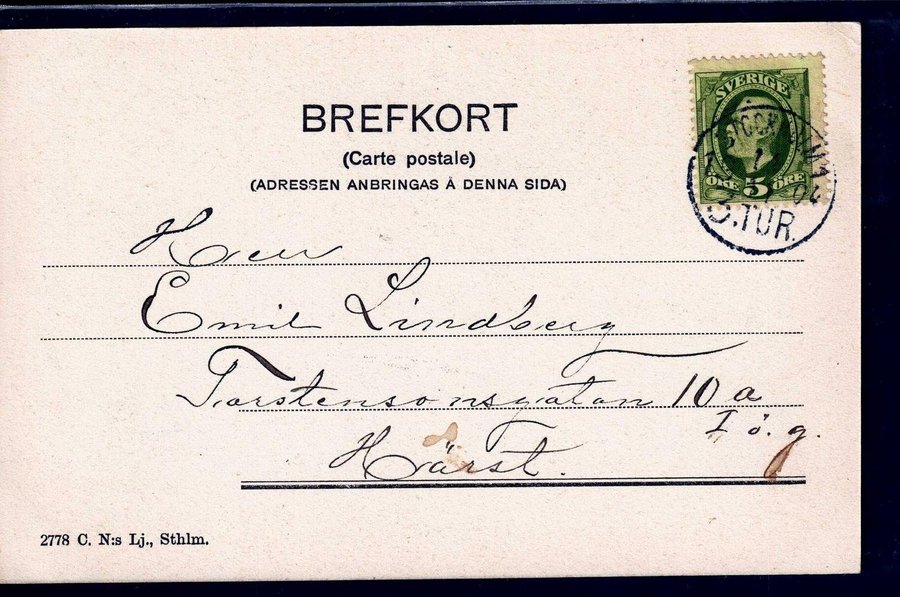 BREFKORT
(Carte postale)
(ADRESSEN ANBRINGAS Å DENNA SIDA)
SVERIGE
ÖRE 5 ÖRE
3.TUR.
Herr
Emil Lindberg
Torstensonsgatan 10 a
I ö. g.
Härst.
2778 C. N:s Lj., Sthlm.